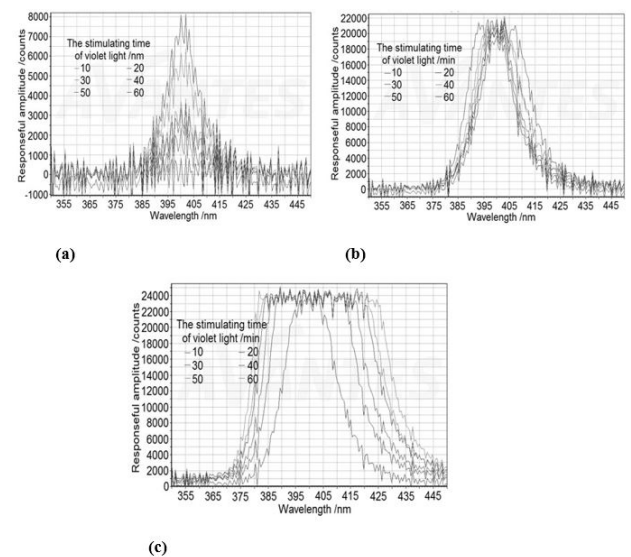 8000
7000
6000
5000
4000
3000
2000
1000
0
-1000
Responseful amplitude /counts
The stimulating time
of violet light /nm
10 20
30 40
50 60
355 365 375 385 395 405 415 425 435 445
Wavelength /nm
(a)
22000
20000
18000
16000
14000
12000
10000
8000
6000
4000
2000
0
Responseful amplitude /counts
The stimulating time
of violet light /min
10 20
30 40
50 60
355 365 375 385 395 405 415 425 435 445
Wavelength /nm
(b)
24000
22000
20000
18000
16000
14000
12000
10000
8000
6000
4000
2000
0
Responseful amplitude /counts
The stimulating time
of violet light /min
10 20
30 40
50 60
355 365 375 385 395 405 415 425 435 445
Wavelength /nm
(c)